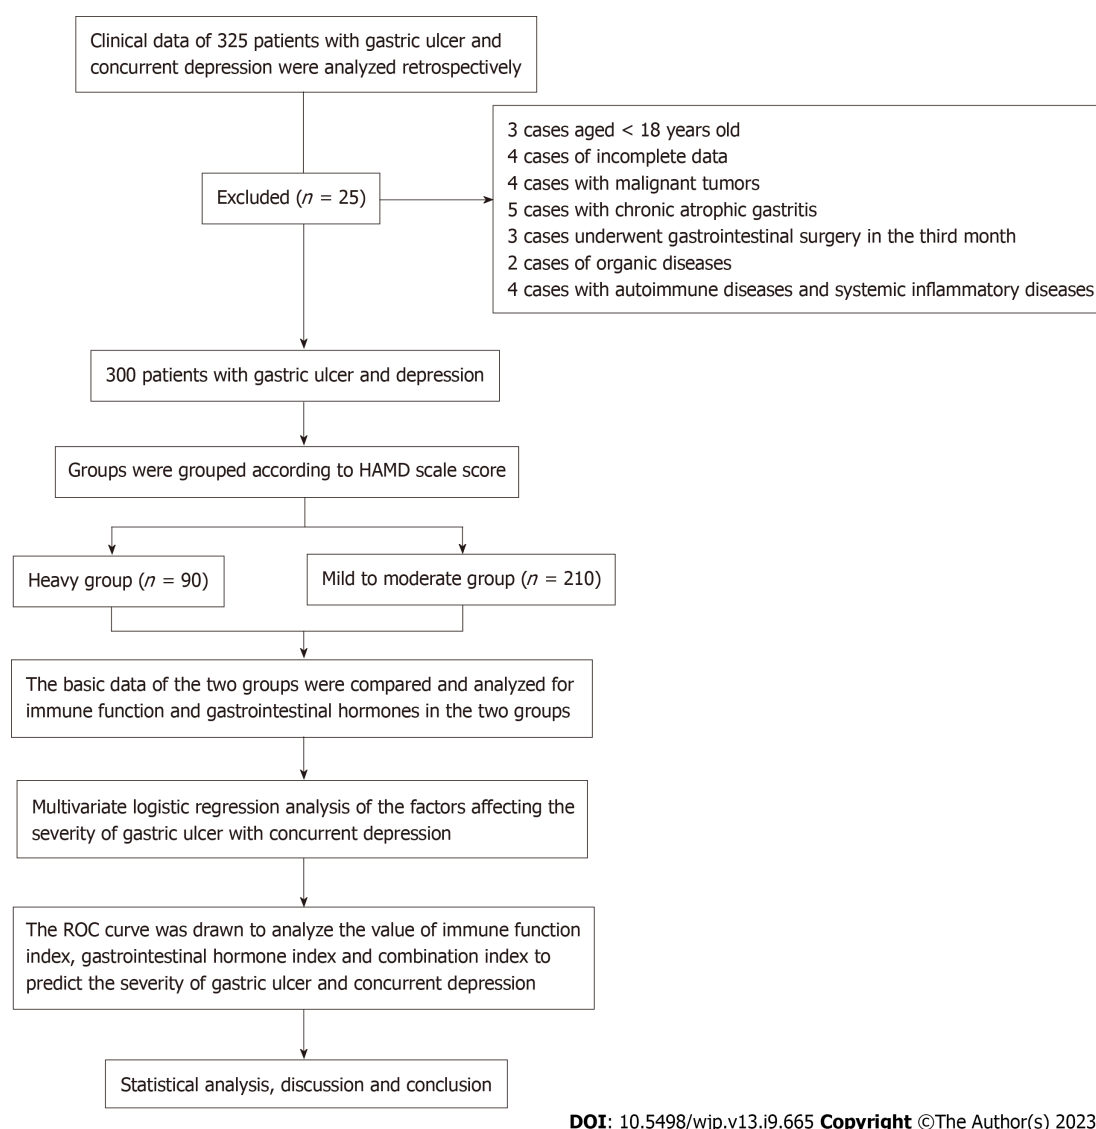 Clinical data of 325 patients with gastric ulcer and
concurrent depression were analyzed retrospectively
Excluded (n = 25)
3 cases aged < 18 years old
4 cases of incomplete data
4 cases with malignant tumors
5 cases with chronic atrophic gastritis
3 cases underwent gastrointestinal surgery in the third month
2 cases of organic diseases
4 cases with autoimmune diseases and systemic inflammatory diseases
300 patients with gastric ulcer and depression
Groups were grouped according to HAMD scale score
Heavy group (n = 90)
Mild to moderate group (n = 210)
The basic data of the two groups were compared and analyzed for
immune function and gastrointestinal hormones in the two groups
Multivariate logistic regression analysis of the factors affecting the
severity of gastric ulcer with concurrent depression
The ROC curve was drawn to analyze the value of immune function
index, gastrointestinal hormone index and combination index to
predict the severity of gastric ulcer and concurrent depression
Statistical analysis, discussion and conclusion
DOI: 10.5498/wjp.v13.i9.665 Copyright ©The Author(s) 2023